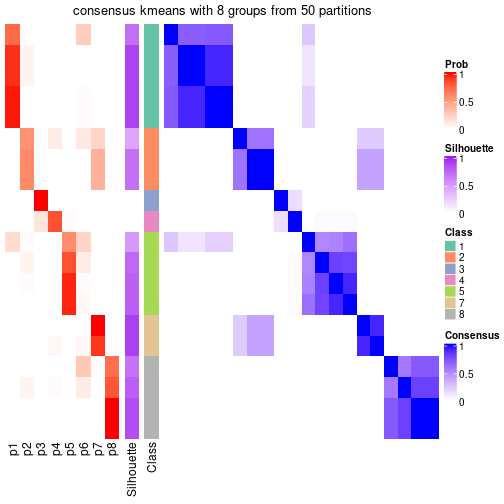 consensus kmeans with 8 groups from 50 partitions
Prob
1
0.5
0
Silhouette
1
0.5
0
Class
1
2
3
4
5
7
8
Consensus
1
0.5
0
p1
p2
p3
p4
p5
p6
p7
p8
Silhouette
Class